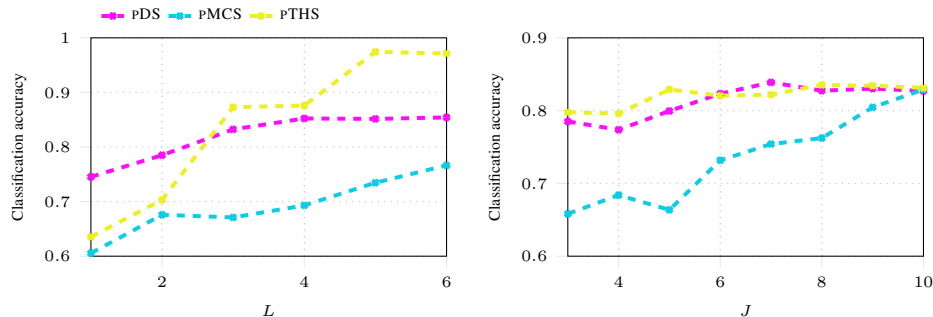 pDS pMCS pTHS
Classification accuracy
1
0.9
0.8
0.7
0.6
2 4 6
L
Classification accuracy
0.9
0.8
0.7
0.6
4 6 8 10
J